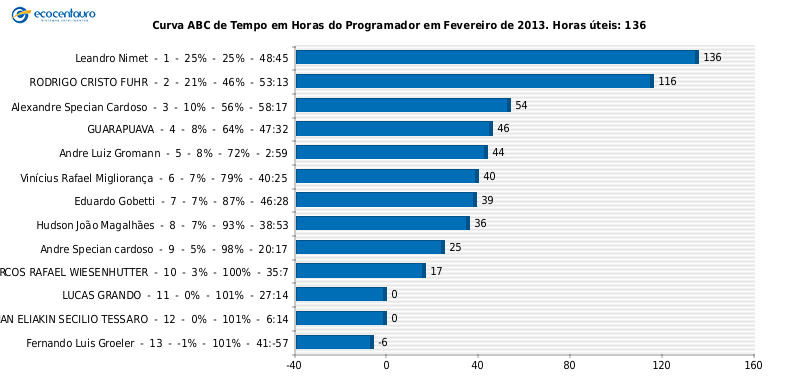 ecocentauro
Curva ABC de Tempo em Horas do Programador em Fevereiro de 2013. Horas úteis: 136
Leandro Nimet - 1 - 25% - 25% - 48:45 136
RODRIGO CRISTO FUHR - 2 - 21% - 46% - 53:13 116
Alexandre Specian Cardoso - 3 - 10% - 56% - 58:17 54
GUARAPUAVA - 4 - 8% - 64% - 47:32 46
Andre Luiz Gromann - 5 - 8% - 72% - 2:59 44
Vinícius Rafael Migliorança - 6 - 7% - 79% - 40:25 40
Eduardo Gobetti - 7 - 7% - 87% - 46:28 39
Hudson João Magalhães - 8 - 7% - 93% - 38:53 36
Andre Specian cardoso - 9 - 5% - 98% - 20:17 25
RCOS RAFAEL WIESENHUTTER - 10 - 3% - 100% - 35:7 17
LUCAS GRANDO - 11 - 0% - 101% - 27:14 0
AN ELIAKIN SECILIO TESSARO - 12 - 0% - 101% - 6:14 0
Fernando Luis Groeler - 13 - -1% - 101% - 41:-57 -6
-40 0 40 80 120 160